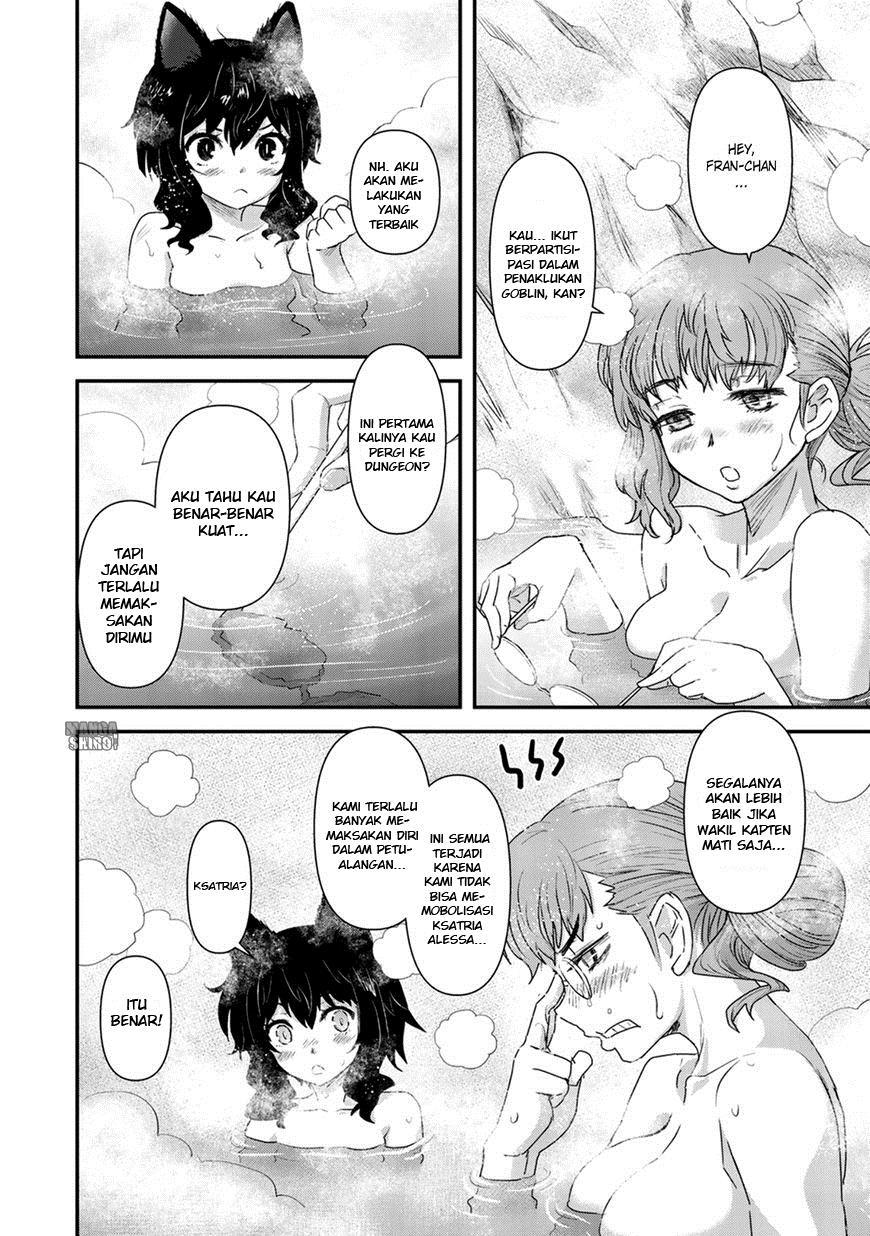 HEY,
FRAN-CHAN
...
KAU... IKUT
BERPARTISI-
PASI DALAM
PENAKLUKAN
GOBLIN, KAN?
NH. AKU
AKAN ME-
LAKUKAN
YANG
TERBAIK
INI PERTAMA
KALINYA KAU
PERGI KE
DUNGEON?
AKU TAHU KAU
BENAR-BENAR
KUAT...
TAPI
JANGAN
TERLALU
MEMAK-
SAKAN
DIRIMU
SEGALANYA
AKAN LEBIH
BAIK JIKA
WAKIL KAPTEN
MATI SAJA...
INI SEMUA
TERJADI
KARENA
KAMI TIDAK
BISA ME-
MOBOLISASI
KSATRIA
ALESSA...
KAMI TERLALU
BANYAK ME-
MAKSAKAN DIRI
DALAM PETU-
ALANGAN...
KSATRIA?
ITU
BENAR!
MANGA
SHIRO!